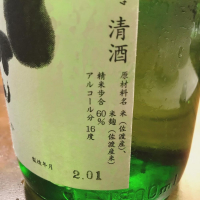 清酒
原材料名 米(佐渡産)、
米麹(佐渡産米)
精米歩合 60%
アルコール分 16度
製造年月
2.01